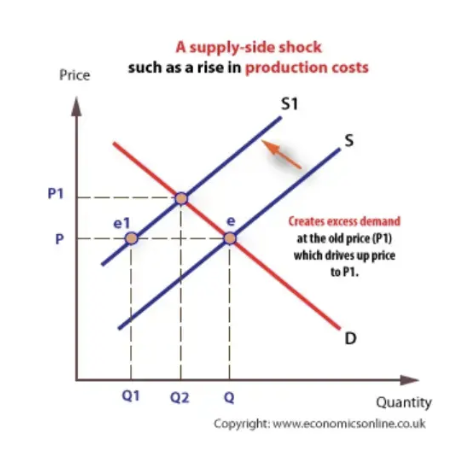 A supply-side shock
such as a rise in production costs
Price
S1
S
P1
e1
e
P
Creates excess demand
at the old price (P1)
which drives up price
to P1.
D
Q1 Q2 Q
Quantity
Copyright: www.economicsonline.co.uk